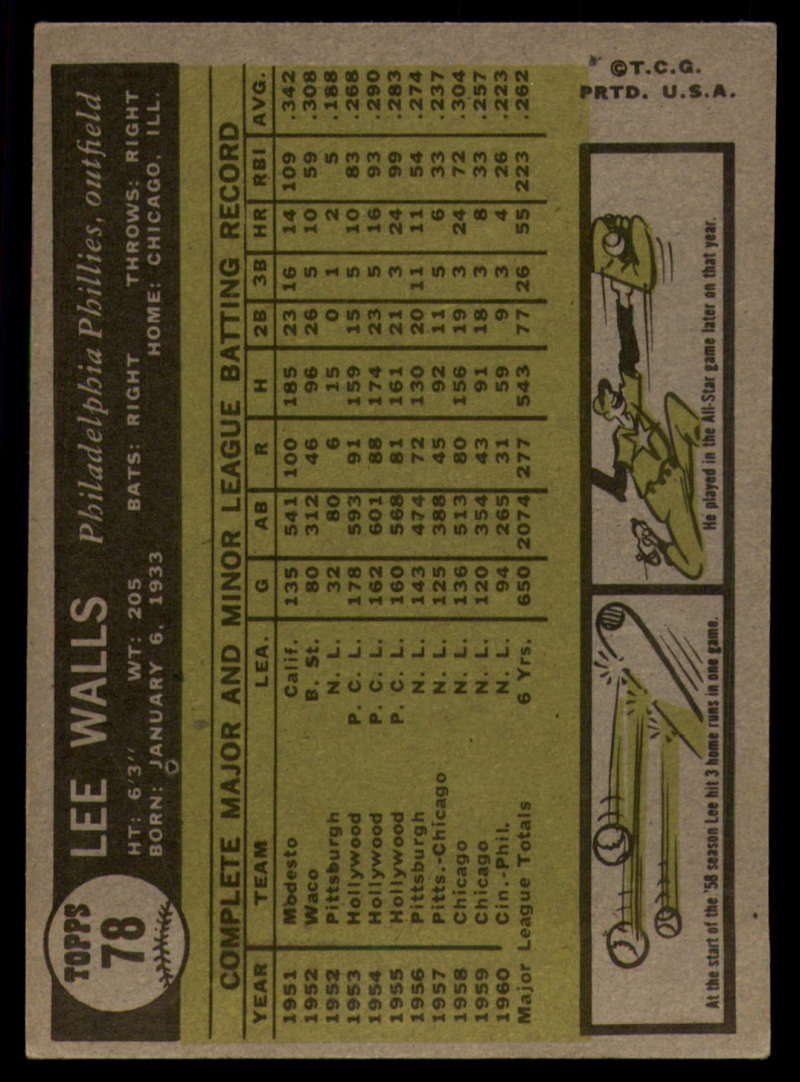 TOPPS
78
LEE WALLS Philadelphia Phillies, outfield
HT: 6'3" WT: 205 BATS: RIGHT THROWS: RIGHT
BORN: JANUARY 6, 1933 HOME: CHICAGO, ILL.
COMPLETE MAJOR AND MINOR LEAGUE BATTING RECORD
YEAR TEAM LEA. G AB R H 2B 3B HR RBI AVG.
1951 Modesto Calif. 135 541 100 185 23 16 14 109 .342
1952 Waco B. St. 80 312 46 96 26 5 10 59 .308
1952 Pittsburgh N. L. 32 80 6 15 0 1 2 5 .188
1953 Hollywood P. C. L. 178 593 91 159 15 5 10 83 .268
1954 Hollywood P. C. L. 162 601 88 174 23 5 16 93 .290
1955 Hollywood P. C. L. 160 568 81 161 21 3 24 99 .283
1956 Pittsburgh N. L. 143 474 72 130 20 11 11 54 .274
1957 Pitts.-Chicago N. L. 125 388 45 92 11 5 6 33 .237
1958 Chicago N. L. 136 513 80 156 19 3 24 72 .304
1959 Chicago N. L. 120 354 43 91 18 3 8 33 .257
1960 Cin.-Phil. N. L. 94 265 31 59 9 3 4 26 .223
Major League Totals 6 Yrs. 650 2074 277 543 77 26 55 223 .262
At the start of the '58 season Lee hit 3 home runs in one game.
He played in the All-Star game later on that year.
©T.C.G.
PRTD. U.S.A.